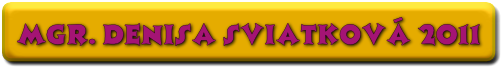 MGR. DENISA SVIATKOVÁ 2011